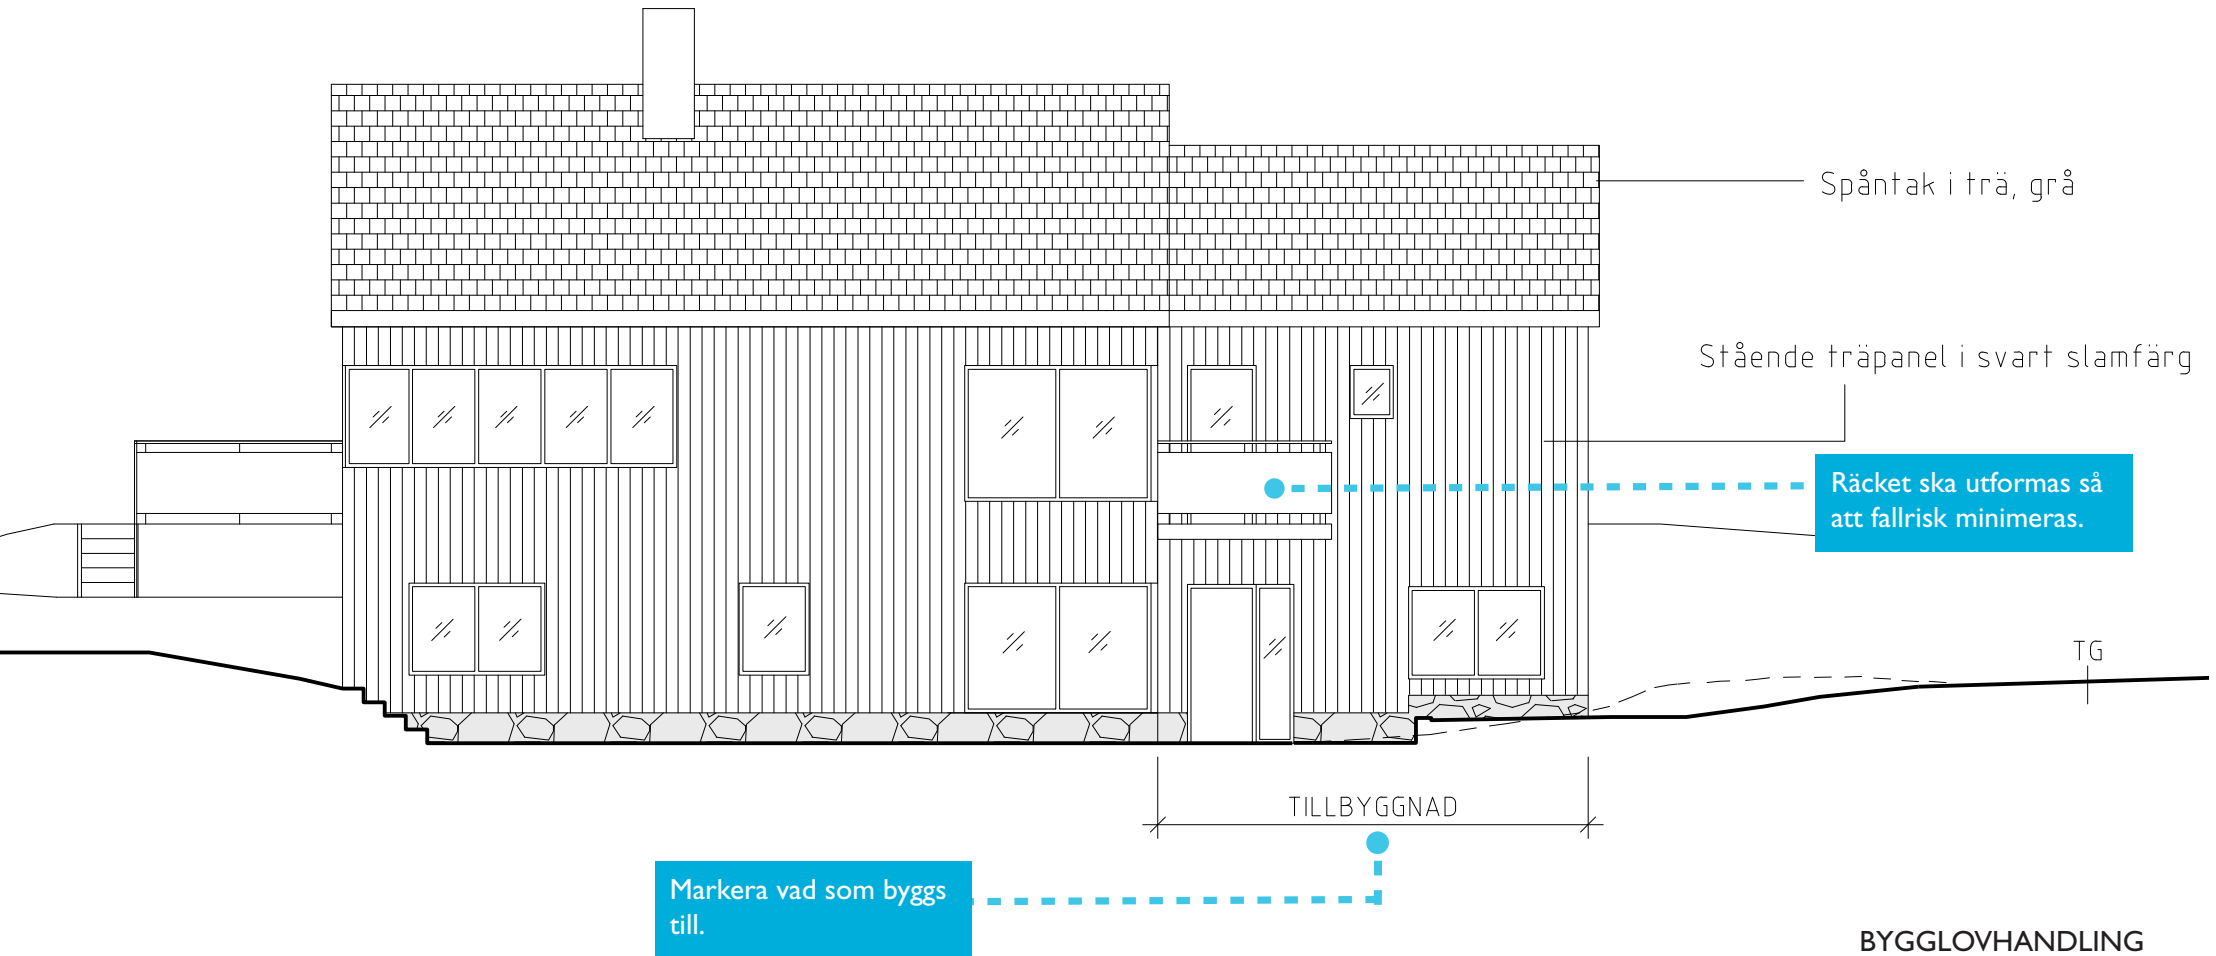 Spåntak i trä, grå
Stående träpanel i svart slamfärg
Räcket ska utformas så
att fallrisk minimeras.
TG
TILLBYGGNAD
Markera vad som byggs
till.
BYGGLOVHANDLING